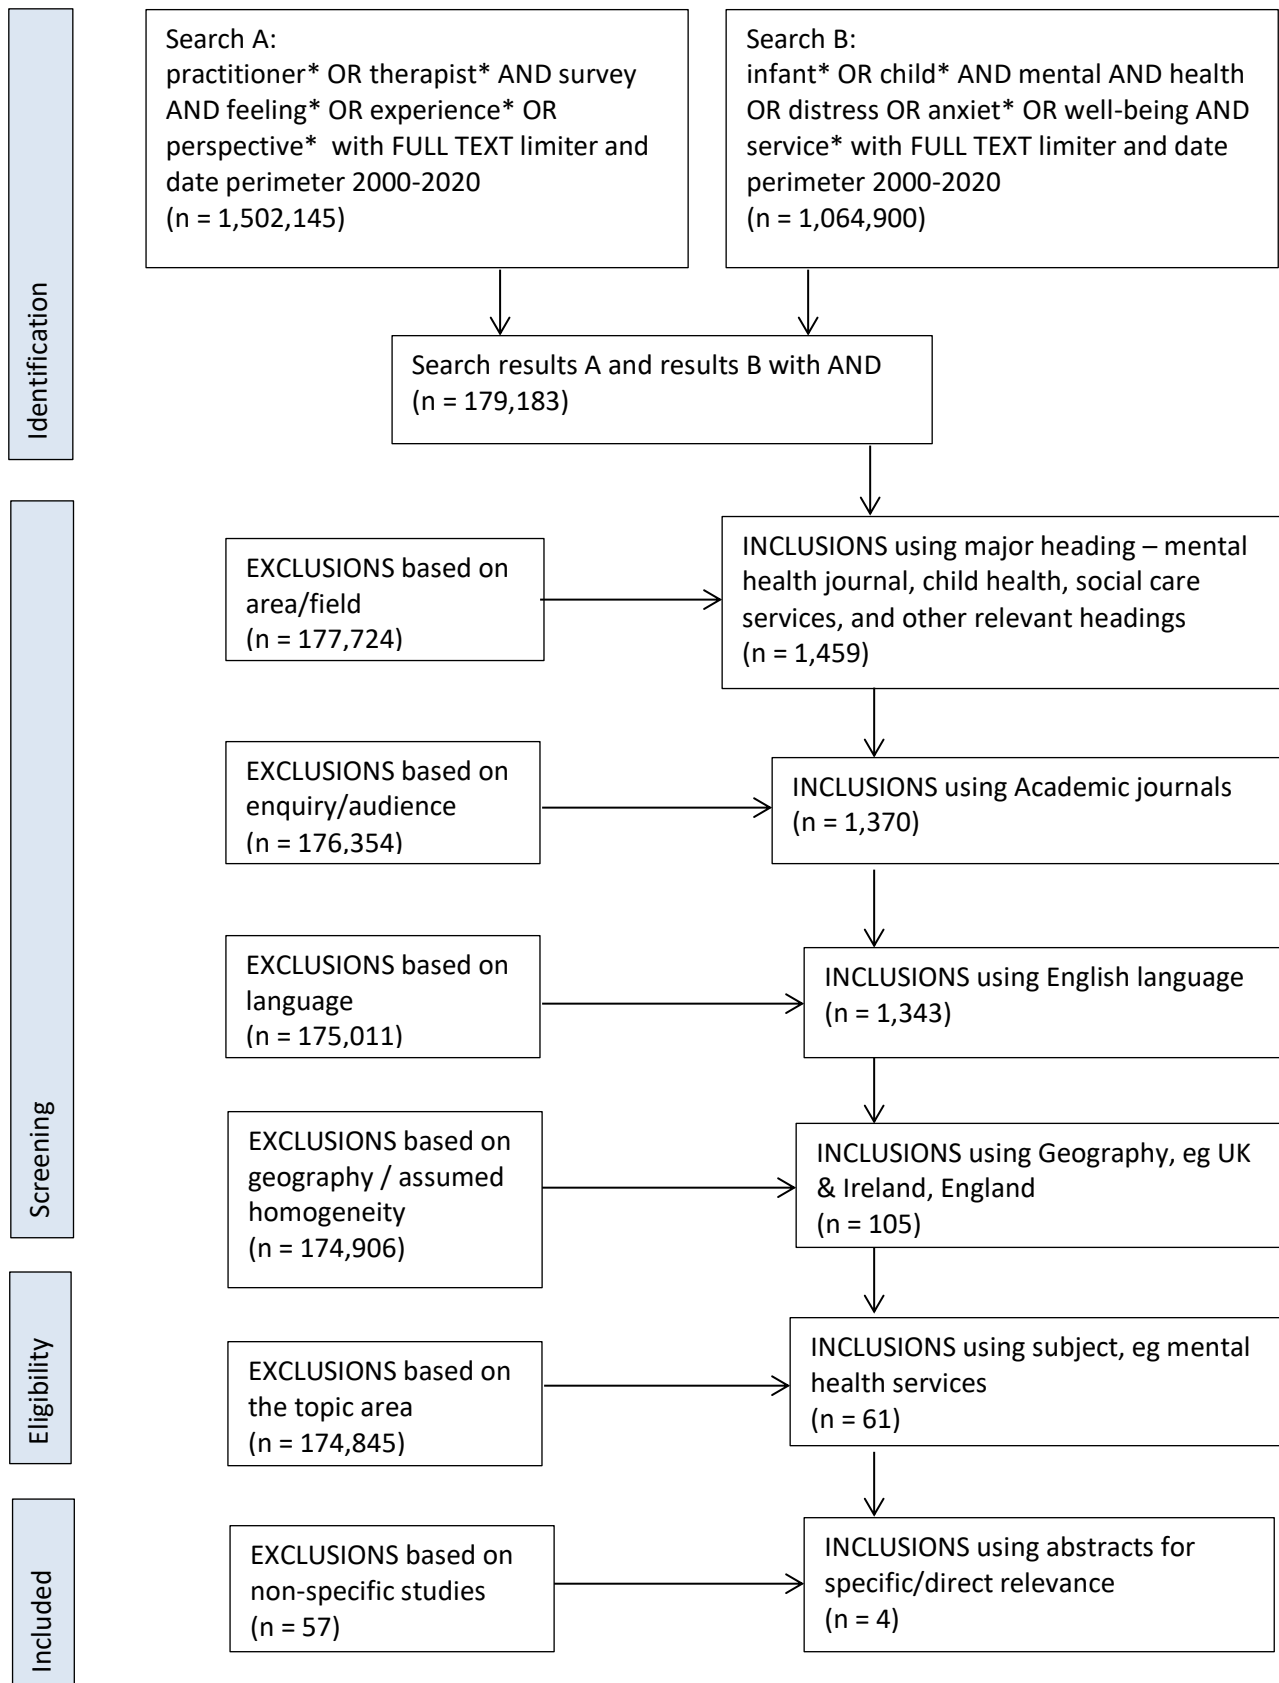 Identification
Search A:
practitioner* OR therapist* AND survey
AND feeling* OR experience* OR
perspective*  with FULL TEXT limiter and
date perimeter 2000-2020
(n = 1,502,145)
Search B:
infant* OR child* AND mental AND health
OR distress OR anxiet* OR well-being AND
service* with FULL TEXT limiter and date
perimeter 2000-2020
(n = 1,064,900)
Search results A and results B with AND
(n = 179,183)
Screening
EXCLUSIONS based on
area/field
(n = 177,724)
INCLUSIONS using major heading – mental
health journal, child health, social care
services, and other relevant headings
(n = 1,459)
EXCLUSIONS based on
enquiry/audience
(n = 176,354)
INCLUSIONS using Academic journals
(n = 1,370)
EXCLUSIONS based on
language
(n = 175,011)
INCLUSIONS using English language
(n = 1,343)
EXCLUSIONS based on
geography / assumed
homogeneity
(n = 174,906)
INCLUSIONS using Geography, eg UK
& Ireland, England
(n = 105)
Eligibility
EXCLUSIONS based on
the topic area
(n = 174,845)
INCLUSIONS using subject, eg mental
health services
(n = 61)
Included
EXCLUSIONS based on
non-specific studies
(n = 57)
INCLUSIONS using abstracts for
specific/direct relevance
(n = 4)